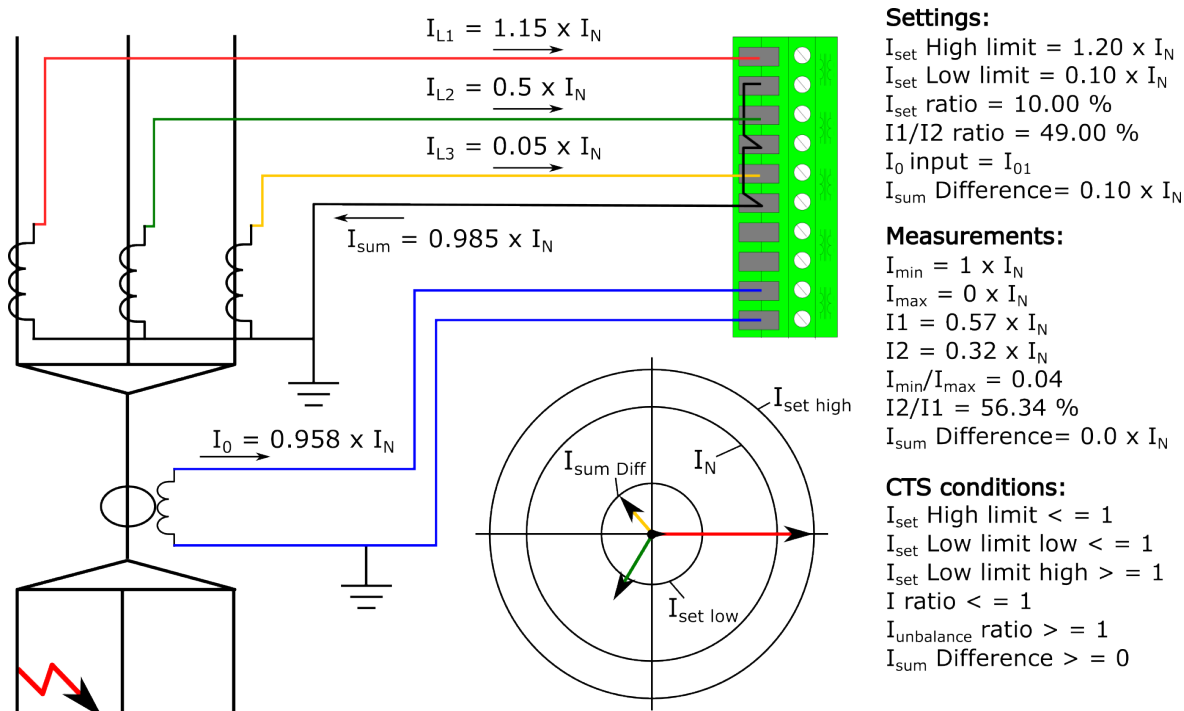 I_L1 = 1.15 x I_N
I_L2 = 0.5 x I_N
I_L3 = 0.05 x I_N
I_sum = 0.985 x I_N
I_0 = 0.958 x I_N
I_set high
I_N
I_sum Diff
I_set low
Settings:
I_set High limit = 1.20 x I_N
I_set Low limit = 0.10 x I_N
I_set ratio = 10.00 %
I1/I2 ratio = 49.00 %
I_0 input = I_01
I_sum Difference= 0.10 x I_N
Measurements:
I_min = 1 x I_N
I_max = 0 x I_N
I1 = 0.57 x I_N
I2 = 0.32 x I_N
I_min/I_max = 0.04
I2/I1 = 56.34 %
I_sum Difference= 0.0 x I_N
CTS conditions:
I_set High limit < = 1
I_set Low limit low < = 1
I_set Low limit high > = 1
I ratio < = 1
I_unbalance ratio > = 1
I_sum Difference > = 0